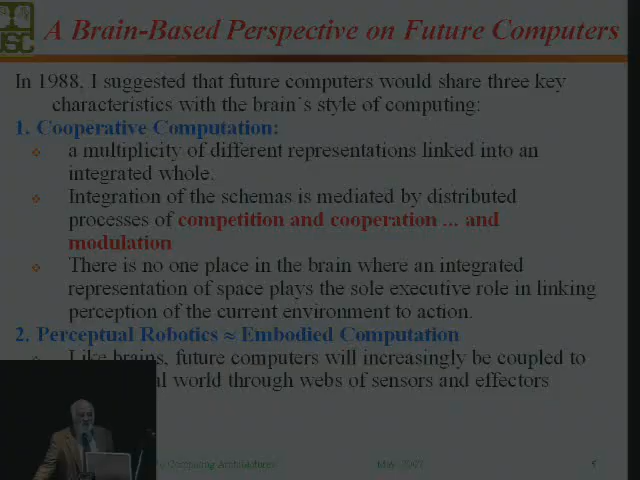 USC
A Brain-Based Perspective on Future Computers
In 1988, I suggested that future computers would share three key
characteristics with the brain's style of computing:
1. Cooperative Computation:
a multiplicity of different representations linked into an
integrated whole.
Integration of the schemas is mediated by distributed
processes of competition and cooperation ... and
modulation
There is no one place in the brain where an integrated
representation of space plays the sole executive role in linking
perception of the current environment to action.
2. Perceptual Robotics ≈ Embodied Computation
Like brains, future computers will increasingly be coupled to
world through webs of sensors and effectors
Computing Architectures
5